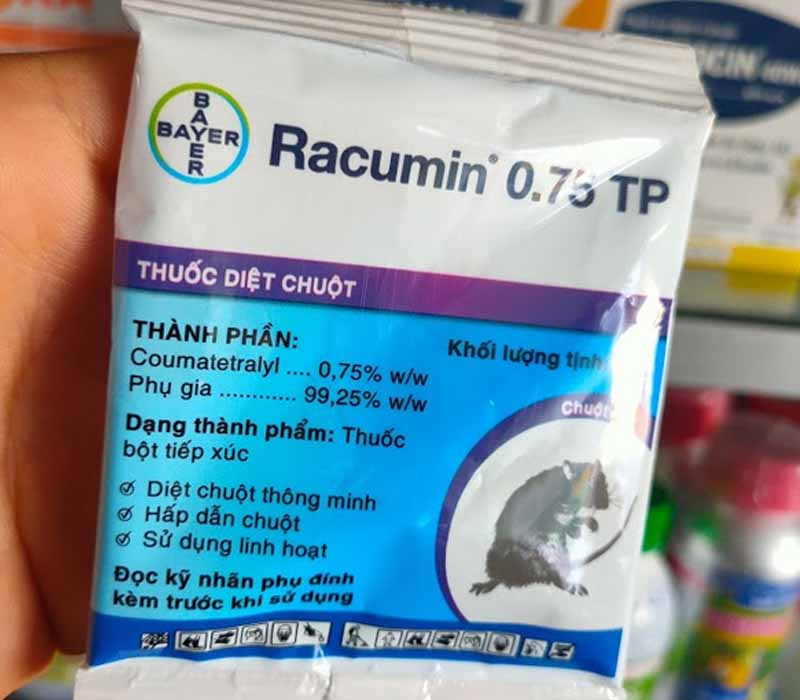 BAYER
BAYER
Racumin® 0.75 TP
THUỐC DIỆT CHUỘT
THÀNH PHẦN:
Coumatetralyl .... 0,75% w/w
Phụ gia ............ 99,25% w/w
Khối lượng tịnh
Dạng thành phẩm: Thuốc
bột tiếp xúc
Chuột
Diệt chuột thông minh
Hấp dẫn chuột
Sử dụng linh hoạt
Đọc kỹ nhãn phụ đính
kèm trước khi sử dụng